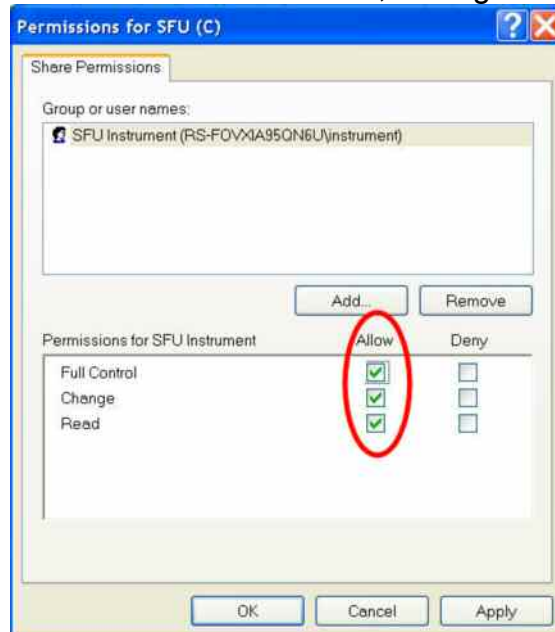 Permissions for SFU (C)
Share Permissions
Group or user names:
SFU Instrument (RS-FOVXIA95QN6U\instrument)
Add... Remove
Permissions for SFU Instrument Allow Deny
Full Control
Change
Read
OK Cancel Apply